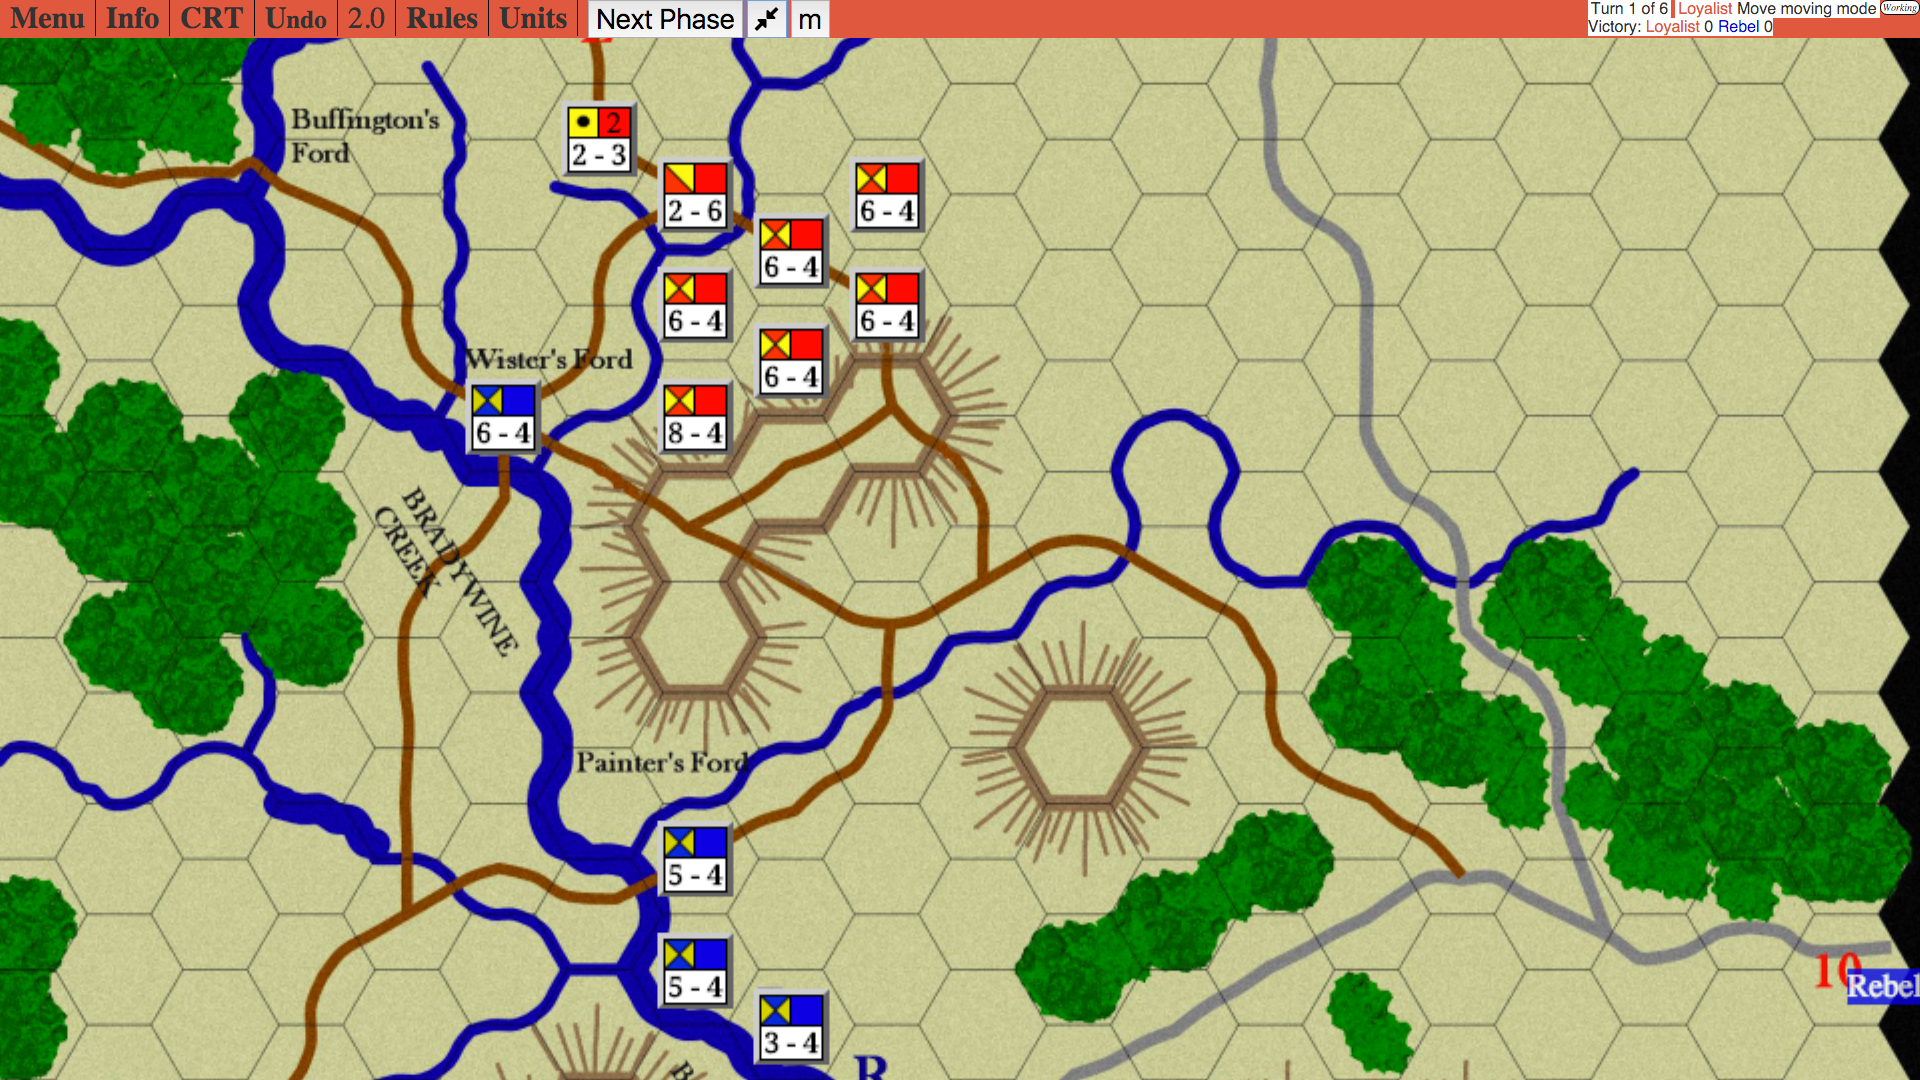 Menu Info CRT Undo 2.0 Rules Units Next Phase m
Turn 1 of 6 Loyalist Move moving mode Working
Victory: Loyalist 0 Rebel 0
Buffington's
Ford
2
2 - 3
2 - 6
6 - 4
6 - 4
6 - 4
6 - 4
6 - 4
Wister's Ford
8 - 4
6 - 4
BRADYWINE
CREEK
Painter's Ford
5 - 4
5 - 4
3 - 4
10
Rebel
B
R